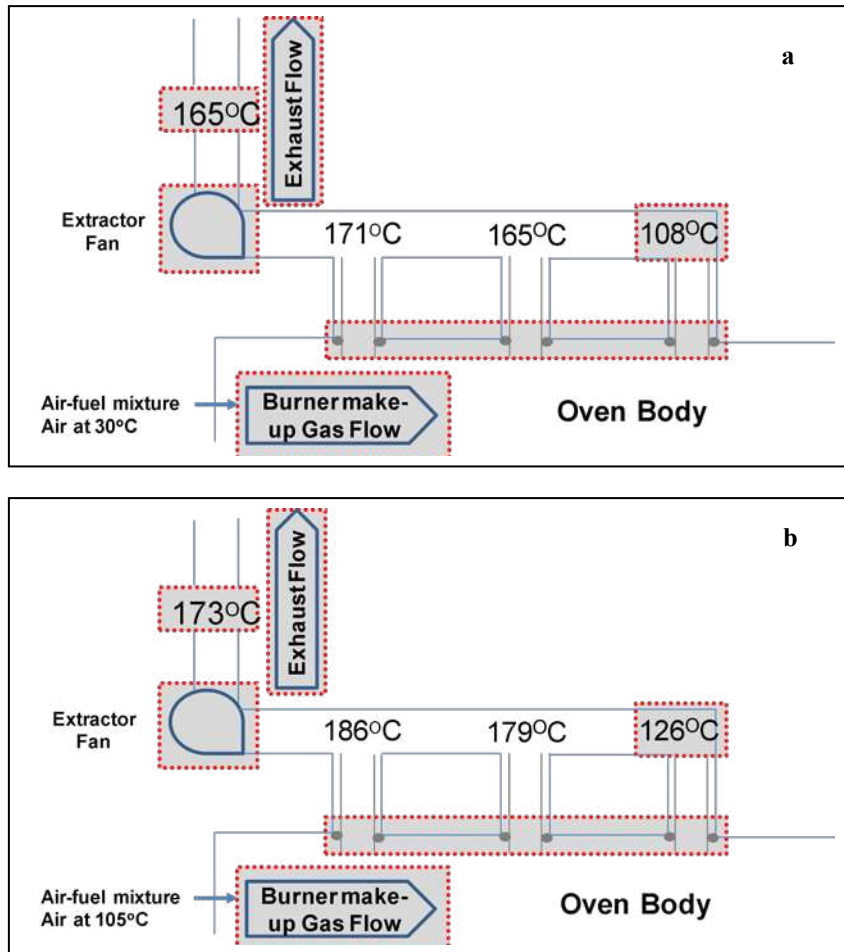 a
165ºC
Exhaust Flow
Extractor
Fan
171ºC 165ºC 108ºC
Air-fuel mixture
Air at 30ºC
Burner make-
up Gas Flow
Oven Body
b
173ºC
Exhaust Flow
Extractor
Fan
186ºC 179ºC 126ºC
Air-fuel mixture
Air at 105ºC
Burner make-
up Gas Flow
Oven Body